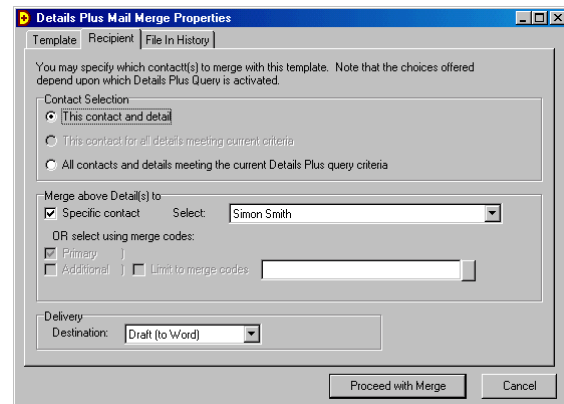 Details Plus Mail Merge Properties
Template Recipient File In History
You may specify which contactt(s) to merge with this template. Note that the choices offered
depend upon which Details Plus Query is activated.
Contact Selection
This contact and detail
This contact for all details meeting current criteria
All contacts and details meeting the current Details Plus query criteria
Merge above Detail(s) to
Specific contact Select: Simon Smith
OR select using merge codes:
Primary ]
Additional ] Limit to merge codes
Delivery
Destination: Draft (to Word)
Proceed with Merge Cancel